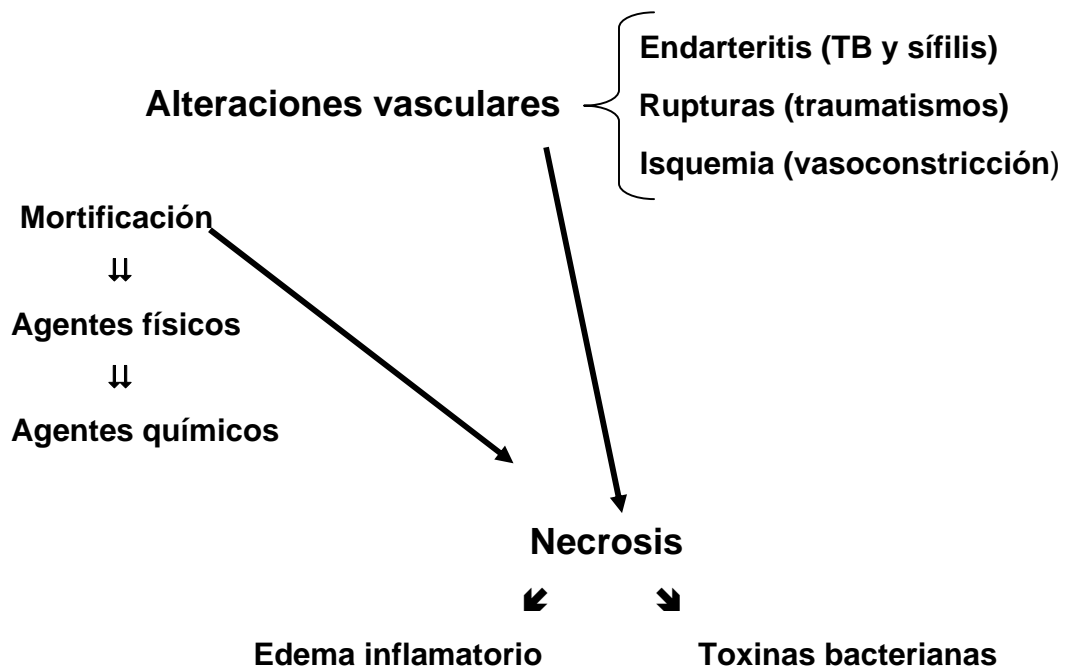 Endarteritis (TB y sífilis)
Alteraciones vasculares
Rupturas (traumatismos)
Isquemia (vasoconstricción)
Mortificación
Agentes físicos
Agentes químicos
Necrosis
Edema inflamatorio
Toxinas bacterianas